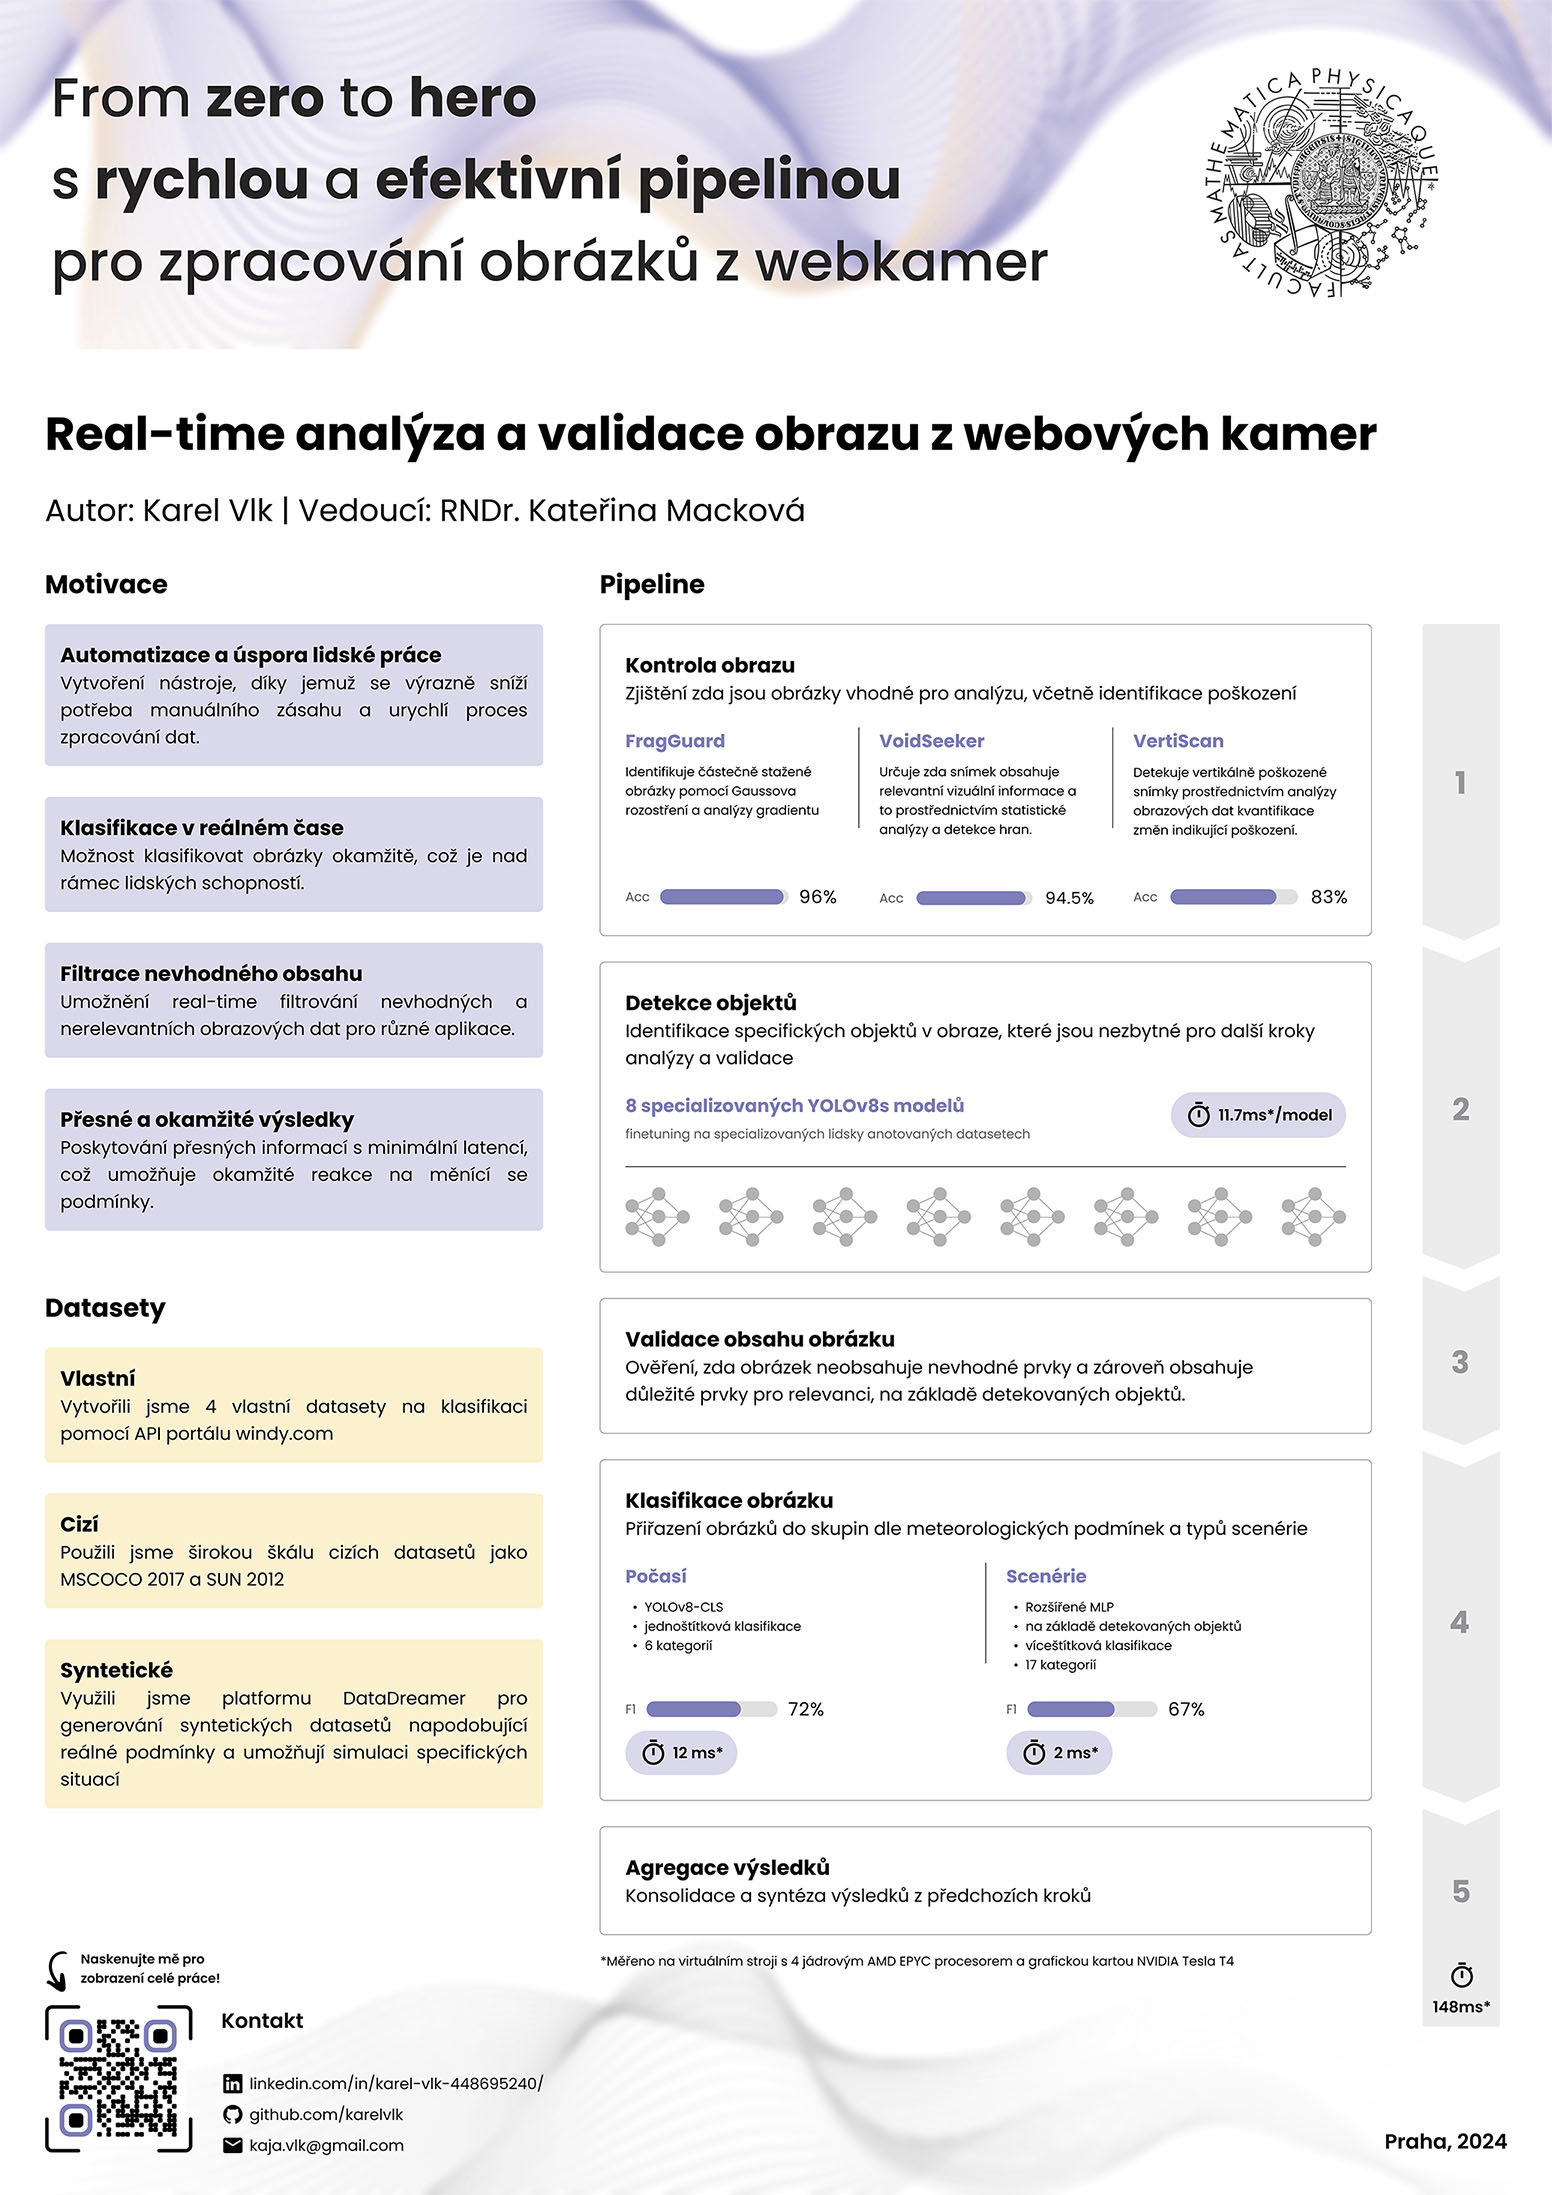 From zero to hero
s rychlou a efektivní pipelinou
pro zpracování obrázků z webkamer
FACULTAS MATHEMATICA PHYSICAQUE
Real-time analýza a validace obrazu z webových kamer
Autor: Karel Vlk | Vedoucí: RNDr. Kateřina Macková
Motivace
Automatizace a úspora lidské práce
Vytvoření nástroje, díky jemuž se výrazně sníží
potřeba manuálního zásahu a urychlí proces
zpracování dat.
Klasifikace v reálném čase
Možnost klasifikovat obrázky okamžitě, což je nad
rámec lidských schopností.
Filtrace nevhodného obsahu
Umožnění real-time filtrování nevhodných a
nerelevantních obrazových dat pro různé aplikace.
Přesné a okamžité výsledky
Poskytování přesných informací s minimální latencí,
což umožňuje okamžité reakce na měnící se
podmínky.
Datasety
Vlastní
Vytvořili jsme 4 vlastní datasety na klasifikaci
pomocí API portálu windy.com
Cizí
Použili jsme širokou škálu cizích datasetů jako
MSCOCO 2017 a SUN 2012
Syntetické
Využili jsme platformu DataDreamer pro
generování syntetických datasetů napodobující
reálné podmínky a umožňují simulaci specifických
situací
Pipeline
Kontrola obrazu
Zjištění zda jsou obrázky vhodné pro analýzu, včetně identifikace poškození
FragGuard
Identifikuje částečně stažené
obrázky pomocí Gaussova
rozostření a analýzy gradientu
Acc 96%
VoidSeeker
Určuje zda snímek obsahuje
relevantní vizuální informace a
to prostřednictvím statistické
analýzy a detekce hran.
Acc 94.5%
VertiScan
Detekuje vertikálně poškozené
snímky prostřednictvím analýzy
obrazových dat kvantifikace
změn indikující poškození.
Acc 83%
1
Detekce objektů
Identifikace specifických objektů v obraze, které jsou nezbytné pro další kroky
analýzy a validace
8 specializovaných YOLOv8s modelů
finetuning na specializovaných lidsky anotovaných datasetech
11.7ms*/model
2
Validace obsahu obrázku
Ověření, zda obrázek neobsahuje nevhodné prvky a zároveň obsahuje
důležité prvky pro relevanci, na základě detekovaných objektů.
3
Klasifikace obrázku
Přiřazení obrázků do skupin dle meteorologických podmínek a typů scenérie
Počasí
• YOLOv8-CLS
• jednoštítková klasifikace
• 6 kategorií
F1 72%
12 ms*
Scenérie
• Rozšířené MLP
• na základě detekovaných objektů
• víceštítková klasifikace
• 17 kategorií
F1 67%
2 ms*
4
Agregace výsledků
Konsolidace a syntéza výsledků z předchozích kroků
5
148ms*
*Měřeno na virtuálním stroji s 4 jádrovým AMD EPYC procesorem a grafickou kartou NVIDIA Tesla T4
Naskenujte mě pro
zobrazení celé práce!
Kontakt
linkedin.com/in/karel-vlk-448695240/
github.com/karelvlk
kaja.vlk@gmail.com
Praha, 2024